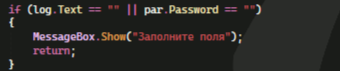 if (log.Text == "" || par.Password == "")
{
MessageBox.Show("Заполните поля");
return;
}